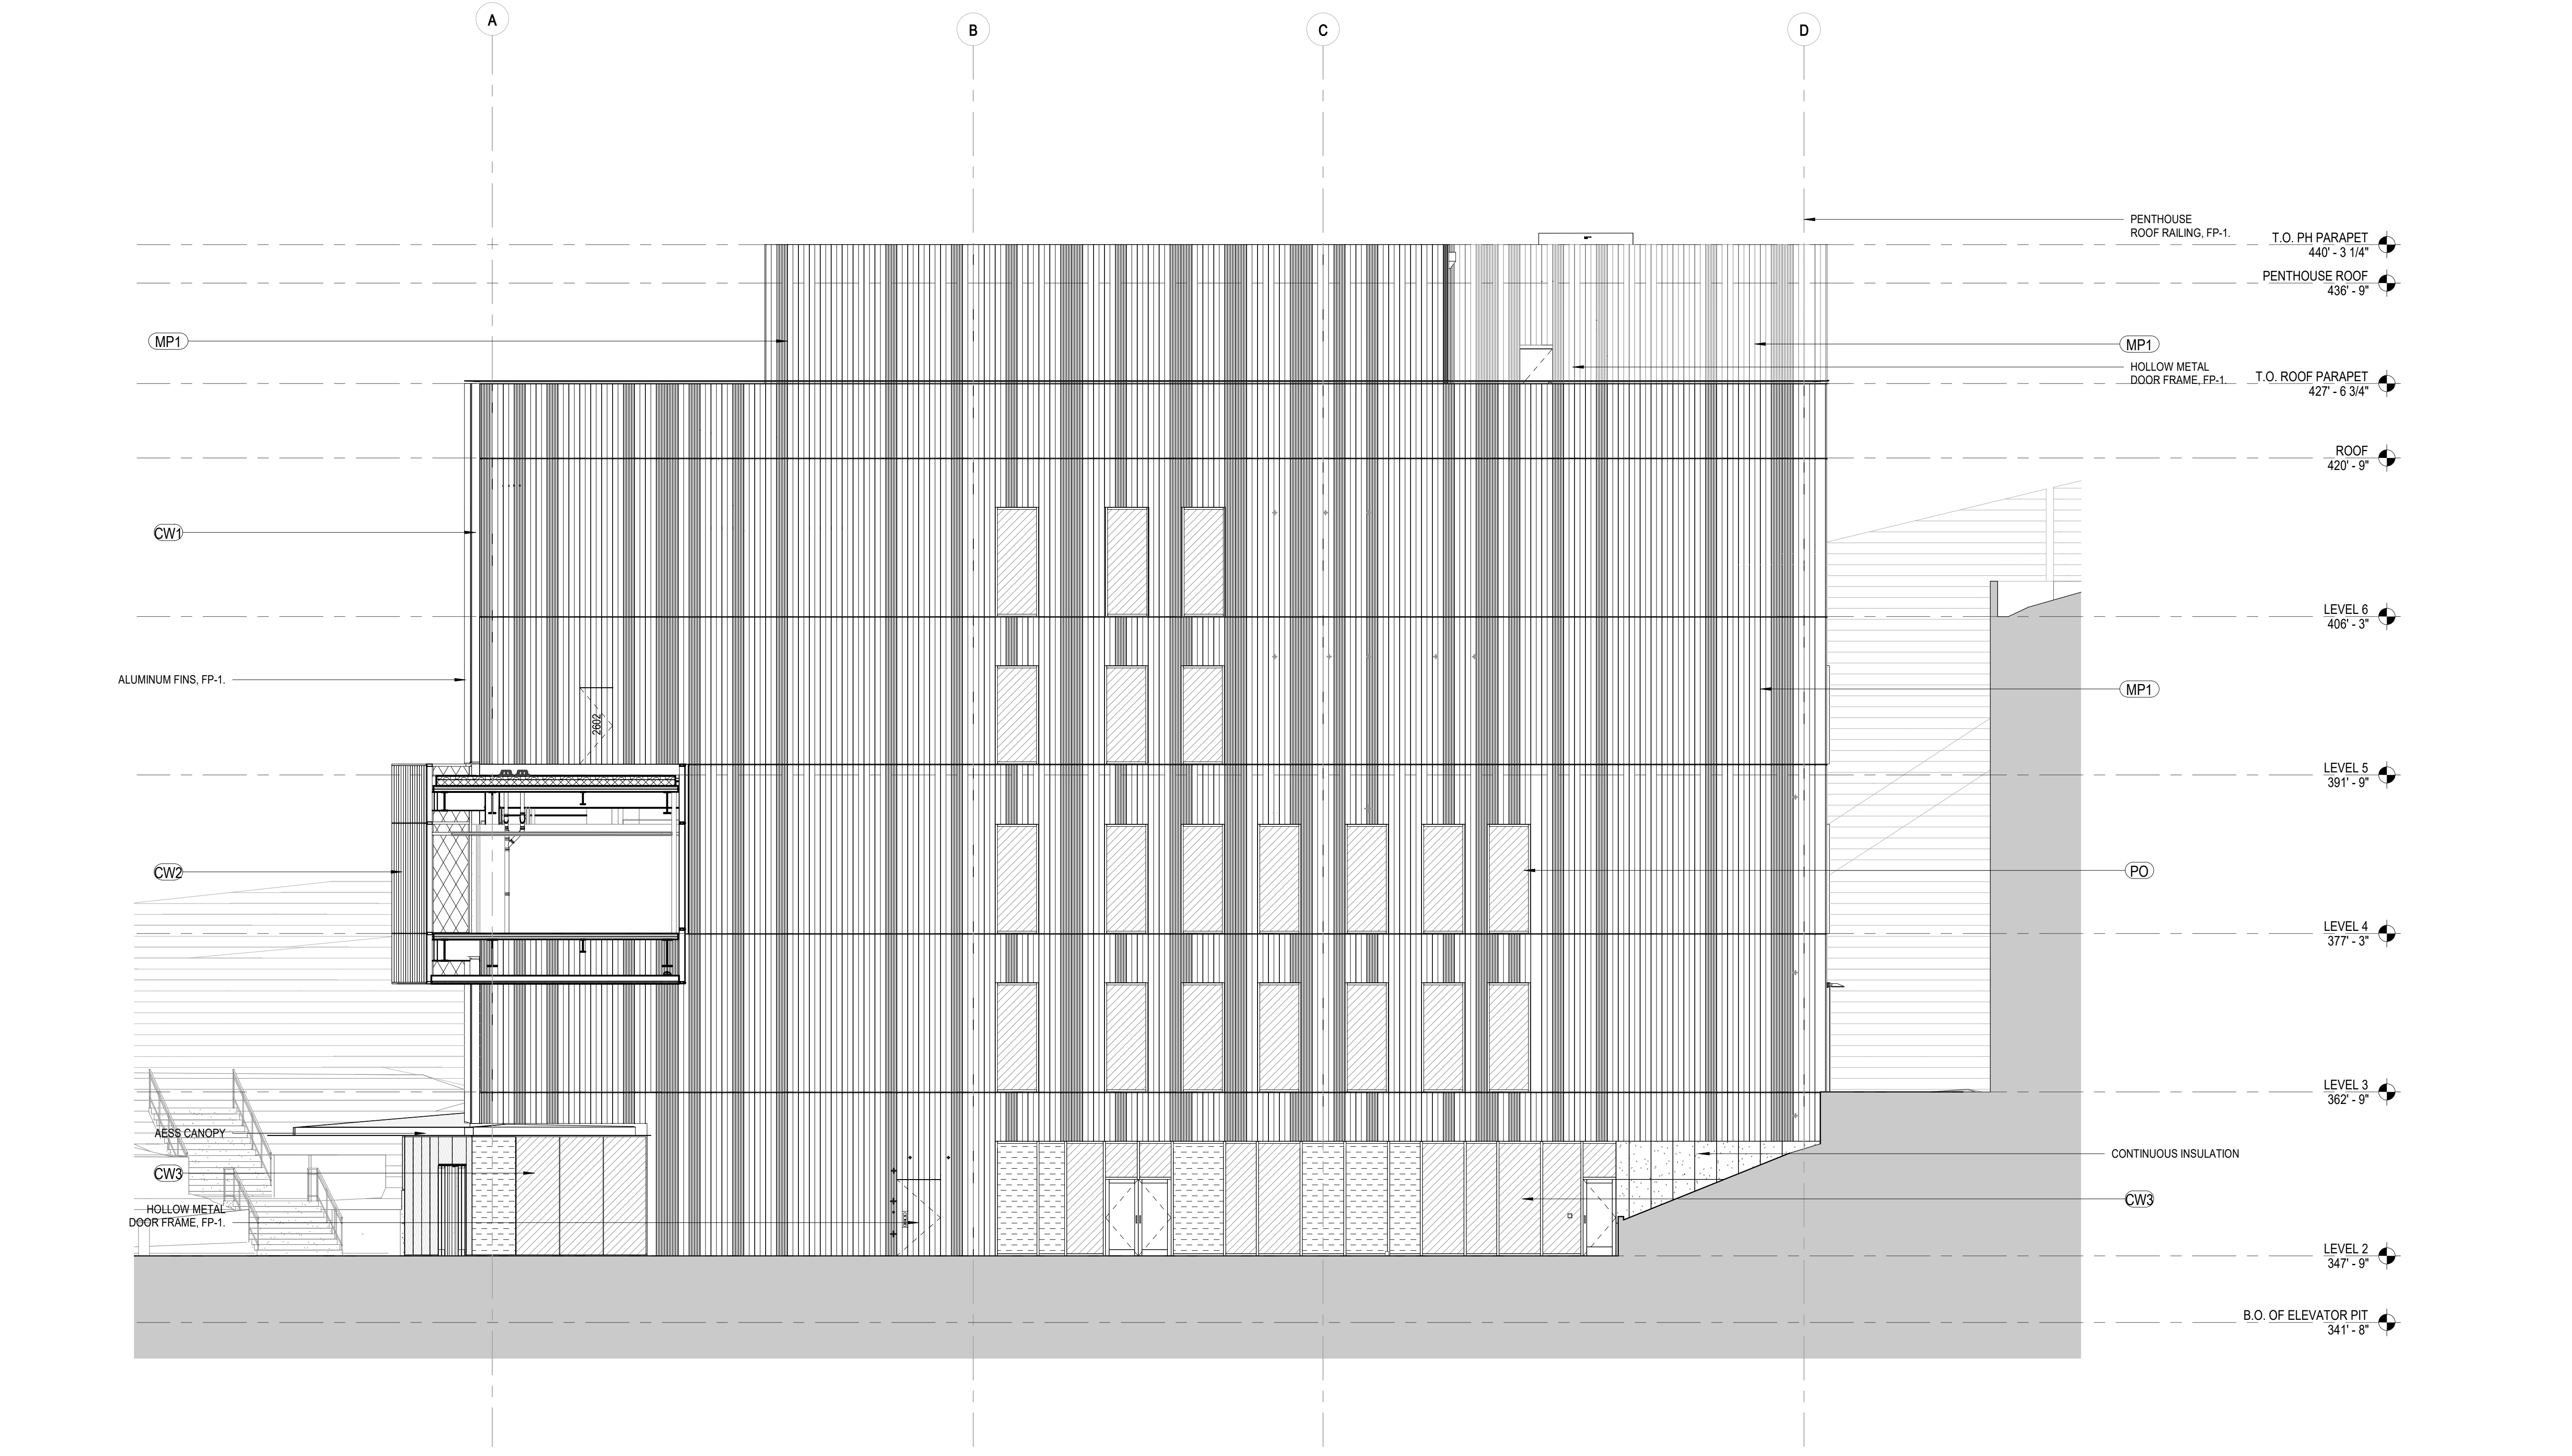 A
B
C
D
PENTHOUSE
ROOF RAILING, FP-1.
T.O. PH PARAPET
440' - 3 1/4"
PENTHOUSE ROOF
436' - 9"
MP1
MP1
HOLLOW METAL
DOOR FRAME, FP-1.
T.O. ROOF PARAPET
427' - 6 3/4"
ROOF
420' - 9"
CW1
LEVEL 6
406' - 3"
ALUMINUM FINS, FP-1.
MP1
2602
LEVEL 5
391' - 9"
CW2
PO
LEVEL 4
377' - 3"
LEVEL 3
362' - 9"
AESS CANOPY
CONTINUOUS INSULATION
CW3
CW3
HOLLOW METAL
DOOR FRAME, FP-1.
LEVEL 2
347' - 9"
B.O. OF ELEVATOR PIT
341' - 8"